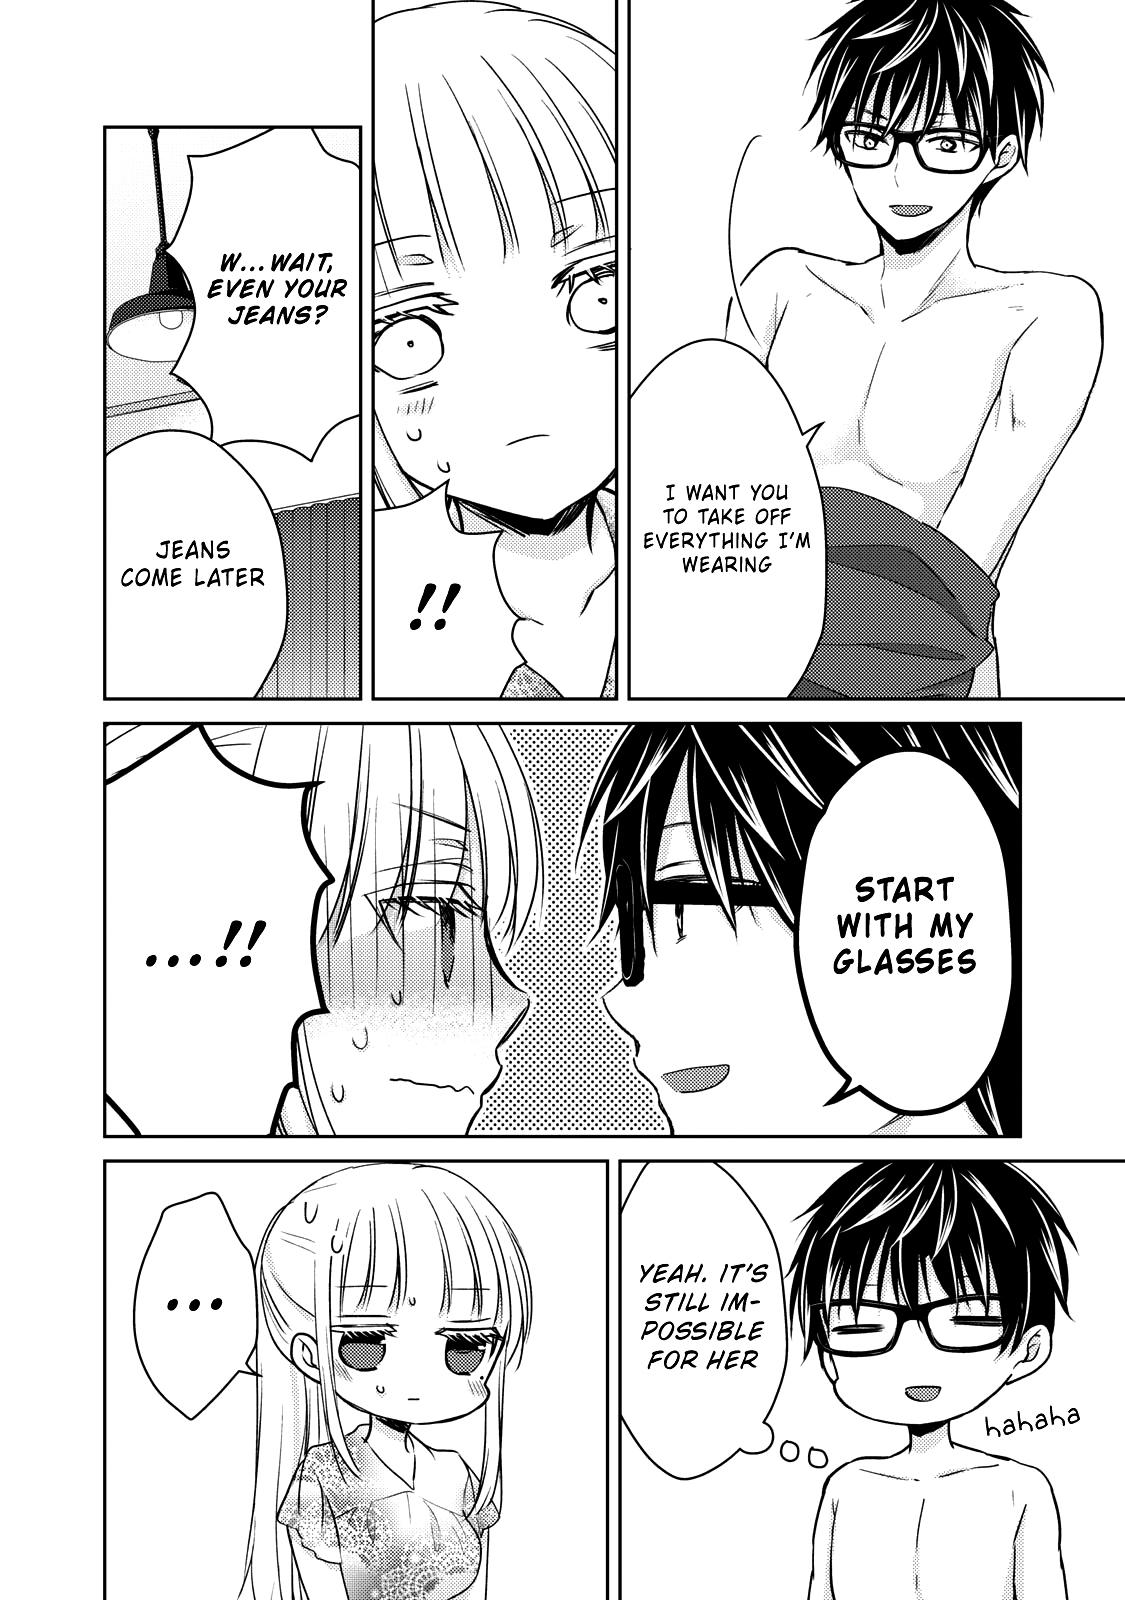 I WANT YOU
TO TAKE OFF
EVERYTHING I'M
WEARING
!!
W...WAIT,
EVEN YOUR
JEANS?
JEANS
COME LATER
START
WITH MY
GLASSES
...!!
YEAH. IT'S
STILL IM-
POSSIBLE
FOR HER
hahaha
...